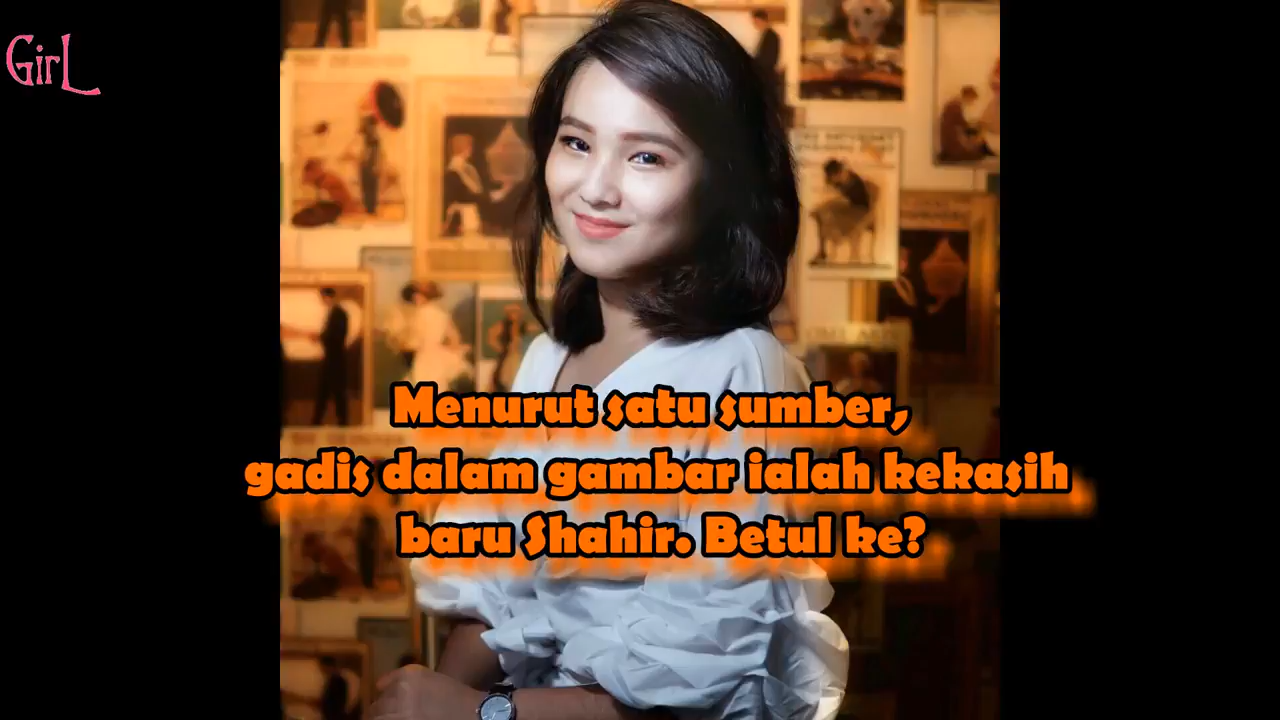 GirL
Menurut satu sumber,
gadis dalam gambar ialah kekasih
baru Shahir. Betul ke?